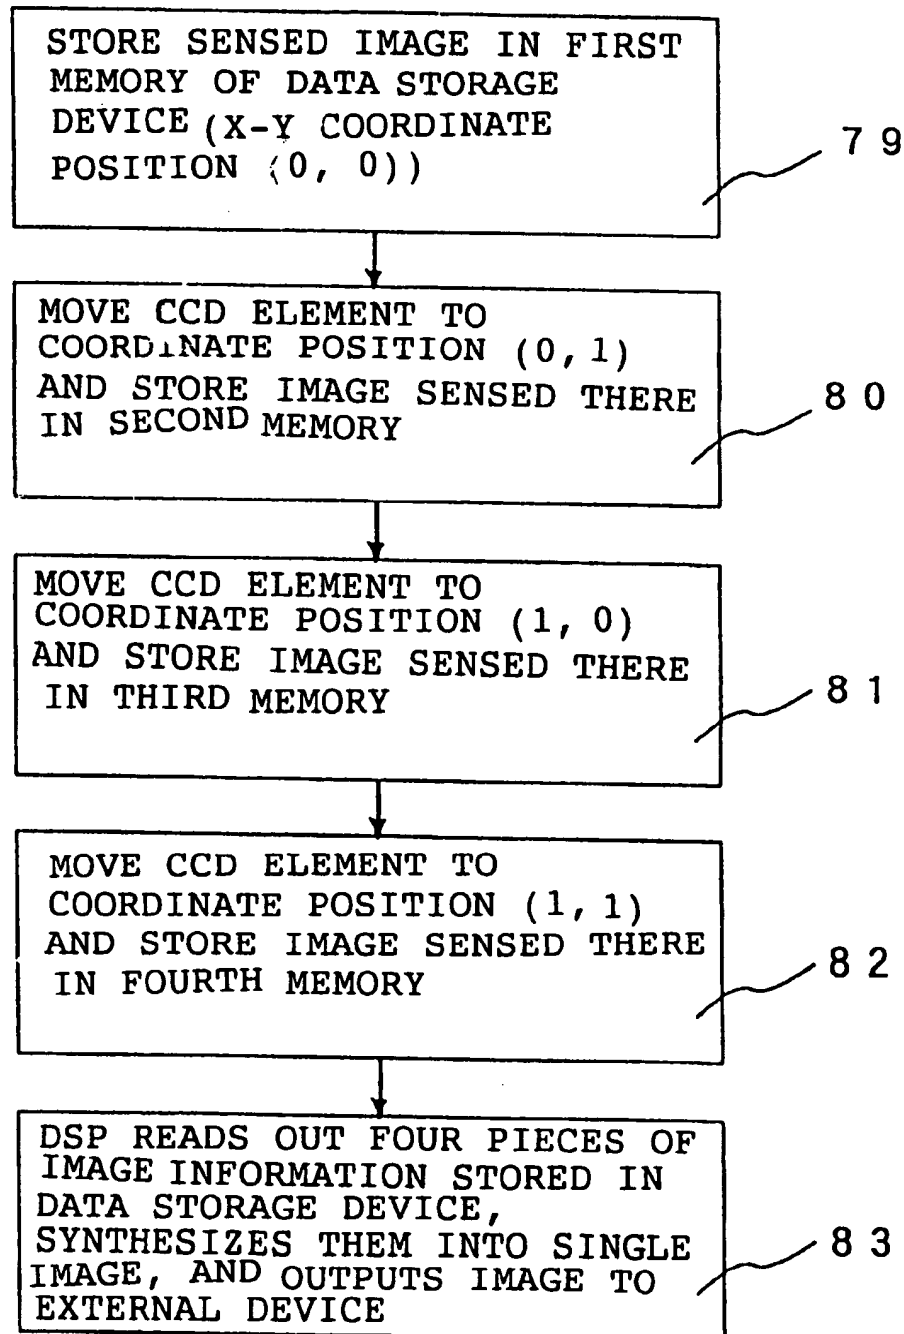 STORE SENSED IMAGE IN FIRST
MEMORY OF DATA STORAGE
DEVICE (X-Y COORDINATE
POSITION (0, 0))
79
MOVE CCD ELEMENT TO
COORDINATE POSITION (0,1)
AND STORE IMAGE SENSED THERE
IN SECOND MEMORY
80
MOVE CCD ELEMENT TO
COORDINATE POSITION (1, 0)
AND STORE IMAGE SENSED THERE
IN THIRD MEMORY
81
MOVE CCD ELEMENT TO
COORDINATE POSITION (1, 1)
AND STORE IMAGE SENSED THERE
IN FOURTH MEMORY
82
DSP READS OUT FOUR PIECES OF
IMAGE INFORMATION STORED IN
DATA STORAGE DEVICE,
SYNTHESIZES THEM INTO SINGLE
IMAGE, AND OUTPUTS IMAGE TO
EXTERNAL DEVICE
83